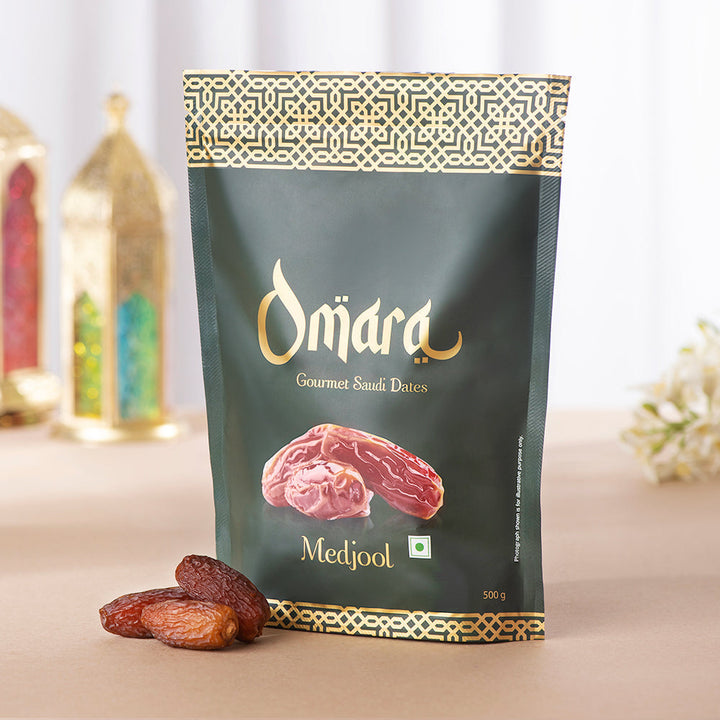 Omara
Gourmet Saudi Dates
Medjool
Photograph shown is for illustrative purpose only.
500 g